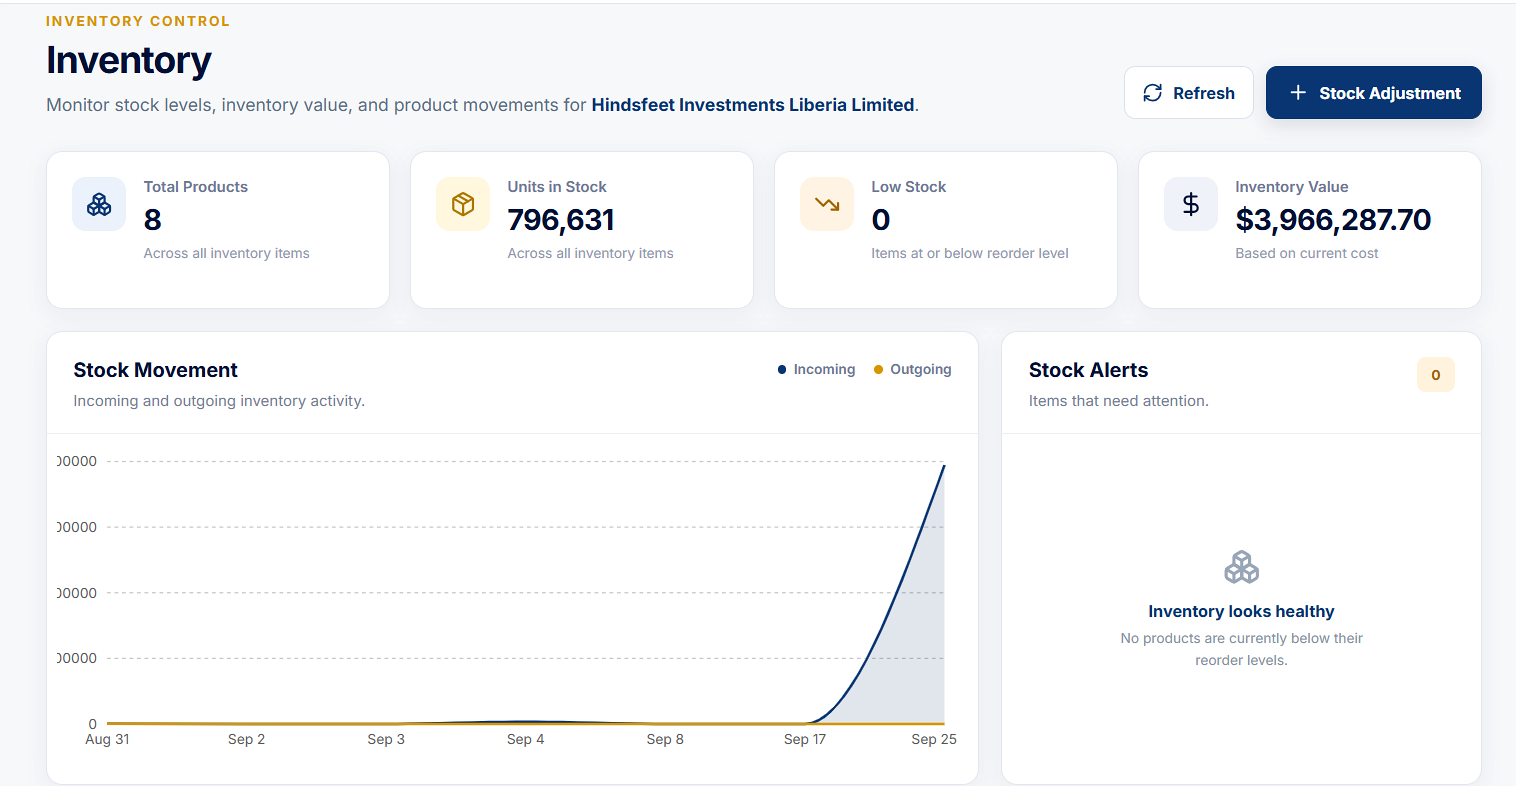 INVENTORY CONTROL
Inventory
Monitor stock levels, inventory value, and product movements for Hindsfeet Investments Liberia Limited.
Refresh
Stock Adjustment
Total Products
8
Across all inventory items
Units in Stock
796,631
Across all inventory items
Low Stock
0
Items at or below reorder level
Inventory Value
$3,966,287.70
Based on current cost
Stock Movement
Incoming
Outgoing
Incoming and outgoing inventory activity.
00000
00000
00000
00000
0
Aug 31
Sep 2
Sep 3
Sep 4
Sep 8
Sep 17
Sep 25
Stock Alerts
0
Items that need attention.
Inventory looks healthy
No products are currently below their
reorder levels.